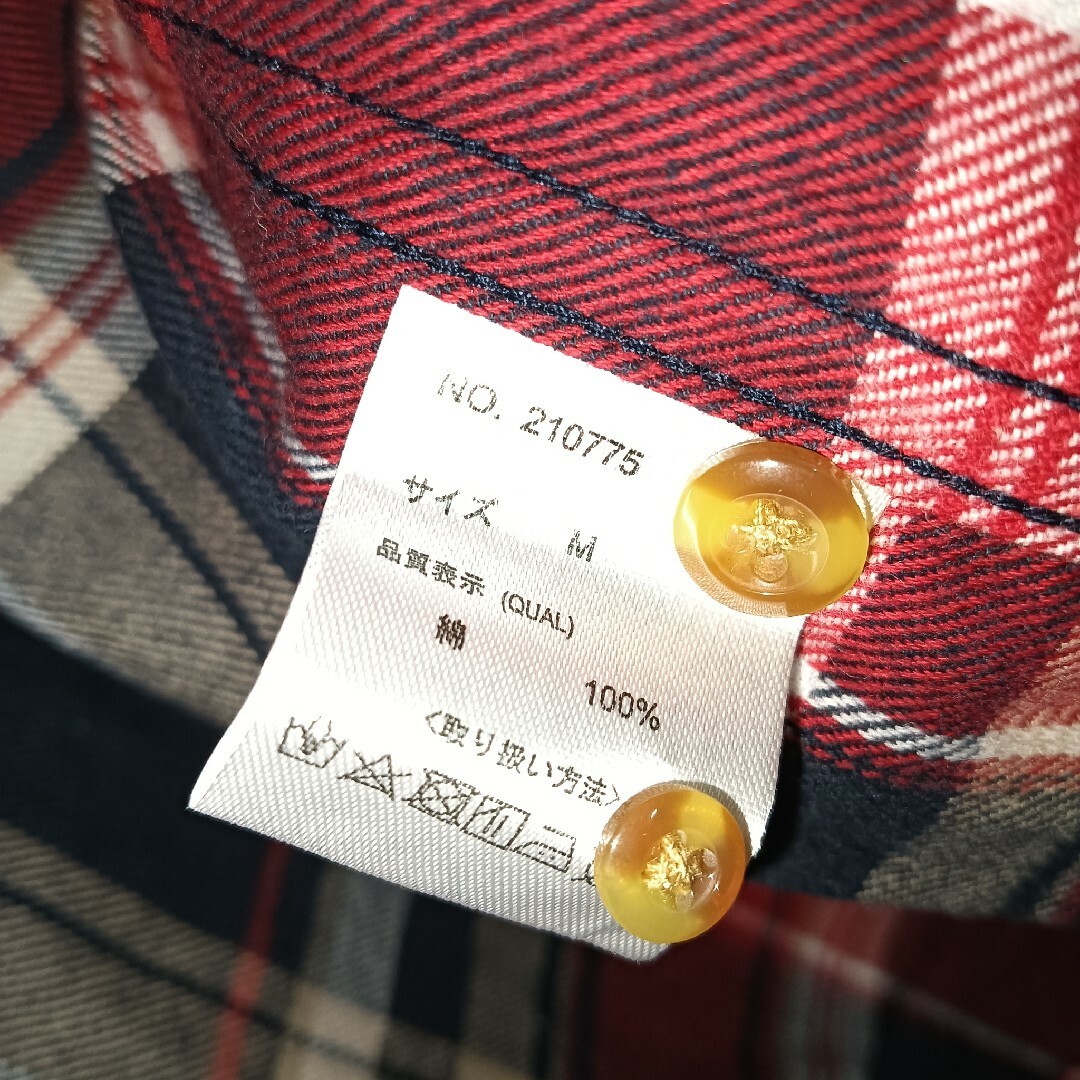 NO. 210775
サイズ M
品質表示 (QUAL)
綿
100%
<取り扱い方法>